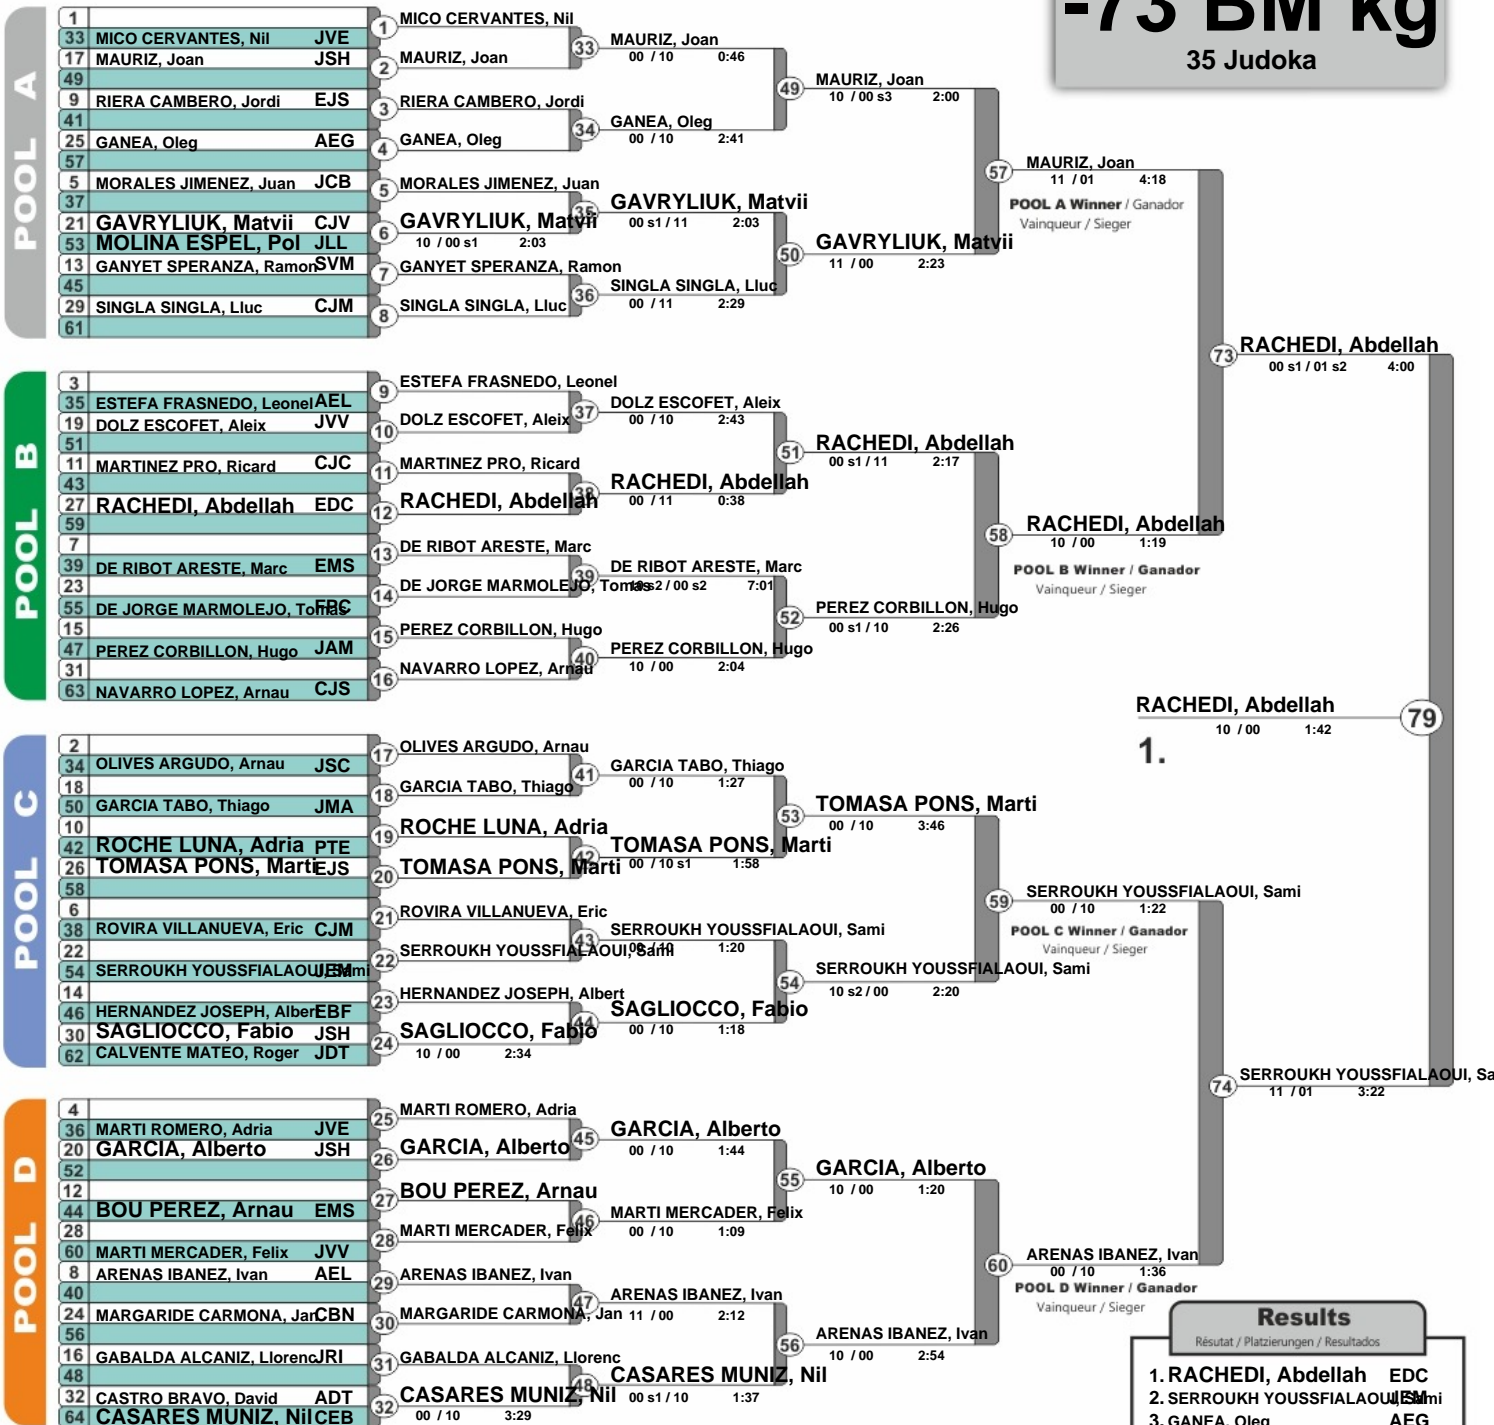 -73 BM kg
35 Judoka
POOL A
1
33 MICO CERVANTES, Nil JVE
17 MAURIZ, Joan JSH
49
9 RIERA CAMBERO, Jordi EJS
41
25 GANEA, Oleg AEG
57
5 MORALES JIMENEZ, Juan JCB
37
21 GAVRYLIUK, Matvii CJV
53 MOLINA ESPEL, Pol JLL
13 GANYET SPERANZA, Ramon SVM
45
29 SINGLA SINGLA, Lluc CJM
61
1 MICO CERVANTES, Nil
2 MAURIZ, Joan
3 RIERA CAMBERO, Jordi
4 GANEA, Oleg
5 MORALES JIMENEZ, Juan
6 GAVRYLIUK, Matvii
10 / 00 s1 2:03
7 GANYET SPERANZA, Ramon
8 SINGLA SINGLA, Lluc
33 MAURIZ, Joan
00 / 10 0:46
34 GANEA, Oleg
00 / 10 2:41
35 GAVRYLIUK, Matvii
00 s1 / 11 2:03
36 SINGLA SINGLA, Lluc
00 / 11 2:29
49 MAURIZ, Joan
10 / 00 s3 2:00
50 GAVRYLIUK, Matvii
11 / 00 2:23
57 MAURIZ, Joan
11 / 01 4:18
POOL A Winner / Ganador
Vainqueur / Sieger
POOL B
3
35 ESTEFA FRASNEDO, Leonel AEL
19 DOLZ ESCOFET, Aleix JVV
51
11 MARTINEZ PRO, Ricard CJC
43
27 RACHEDI, Abdellah EDC
59
7
39 DE RIBOT ARESTE, Marc EMS
23
55 DE JORGE MARMOLEJO, Tomas
15
47 PEREZ CORBILLON, Hugo JAM
31
63 NAVARRO LOPEZ, Arnau CJS
9 ESTEFA FRASNEDO, Leonel
10 DOLZ ESCOFET, Aleix
11 MARTINEZ PRO, Ricard
12 RACHEDI, Abdellah
13 DE RIBOT ARESTE, Marc
14 DE JORGE MARMOLEJO, Tomas
15 PEREZ CORBILLON, Hugo
16 NAVARRO LOPEZ, Arnau
37 DOLZ ESCOFET, Aleix
00 / 10 2:43
38 RACHEDI, Abdellah
00 / 11 0:38
39 DE RIBOT ARESTE, Marc
10 s2 / 00 s2 7:01
40 PEREZ CORBILLON, Hugo
10 / 00 2:04
51 RACHEDI, Abdellah
00 s1 / 11 2:17
52 PEREZ CORBILLON, Hugo
00 s1 / 10 2:26
58 RACHEDI, Abdellah
10 / 00 1:19
POOL B Winner / Ganador
Vainqueur / Sieger
73 RACHEDI, Abdellah
00 s1 / 01 s2 4:00
RACHEDI, Abdellah 79
10 / 00 1:42
1.
POOL C
2
34 OLIVES ARGUDO, Arnau JSC
18
50 GARCIA TABO, Thiago JMA
10
42 ROCHE LUNA, Adria PTE
26 TOMASA PONS, Marti EJS
58
6
38 ROVIRA VILLANUEVA, Eric CJM
22
54 SERROUKH YOUSSFIALAOUI, Sami JEM
14
46 HERNANDEZ JOSEPH, Albert EBF
30 SAGLIOCCO, Fabio JSH
62 CALVENTE MATEO, Roger JDT
17 OLIVES ARGUDO, Arnau
18 GARCIA TABO, Thiago
19 ROCHE LUNA, Adria
20 TOMASA PONS, Marti
21 ROVIRA VILLANUEVA, Eric
22 SERROUKH YOUSSFIALAOUI, Sami
23 HERNANDEZ JOSEPH, Albert
24 SAGLIOCCO, Fabio
10 / 00 2:34
41 GARCIA TABO, Thiago
00 / 10 1:27
42 TOMASA PONS, Marti
00 / 10 s1 1:58
43 SERROUKH YOUSSFIALAOUI, Sami
00 / 10 1:20
44 SAGLIOCCO, Fabio
00 / 10 1:18
53 TOMASA PONS, Marti
00 / 10 3:46
54 SERROUKH YOUSSFIALAOUI, Sami
10 s2 / 00 2:20
59 SERROUKH YOUSSFIALAOUI, Sami
00 / 10 1:22
POOL C Winner / Ganador
Vainqueur / Sieger
74 SERROUKH YOUSSFIALAOUI, Sa
11 / 01 3:22
POOL D
4
36 MARTI ROMERO, Adria JVE
20 GARCIA, Alberto JSH
52
12
44 BOU PEREZ, Arnau EMS
28
60 MARTI MERCADER, Felix JVV
8 ARENAS IBANEZ, Ivan AEL
40
24 MARGARIDE CARMONA, Jan CBN
56
16 GABALDA ALCANIZ, Llorenc JRI
48
32 CASTRO BRAVO, David ADT
64 CASARES MUNIZ, Nil CEB
25 MARTI ROMERO, Adria
26 GARCIA, Alberto
27 BOU PEREZ, Arnau
28 MARTI MERCADER, Felix
29 ARENAS IBANEZ, Ivan
30 MARGARIDE CARMONA, Jan
31 GABALDA ALCANIZ, Llorenc
32 CASARES MUNIZ, Nil
00 / 10 3:29
45 GARCIA, Alberto
00 / 10 1:44
46 MARTI MERCADER, Felix
00 / 10 1:09
47 ARENAS IBANEZ, Ivan
11 / 00 2:12
48 CASARES MUNIZ, Nil
00 s1 / 10 1:37
55 GARCIA, Alberto
10 / 00 1:20
56 ARENAS IBANEZ, Ivan
10 / 00 2:54
60 ARENAS IBANEZ, Ivan
00 / 10 1:36
POOL D Winner / Ganador
Vainqueur / Sieger
Results
Résutat / Platzierungen / Resultados
1. RACHEDI, Abdellah EDC
2. SERROUKH YOUSSFIALAOUI, Sami JEM
3. GANEA, Oleg AEG